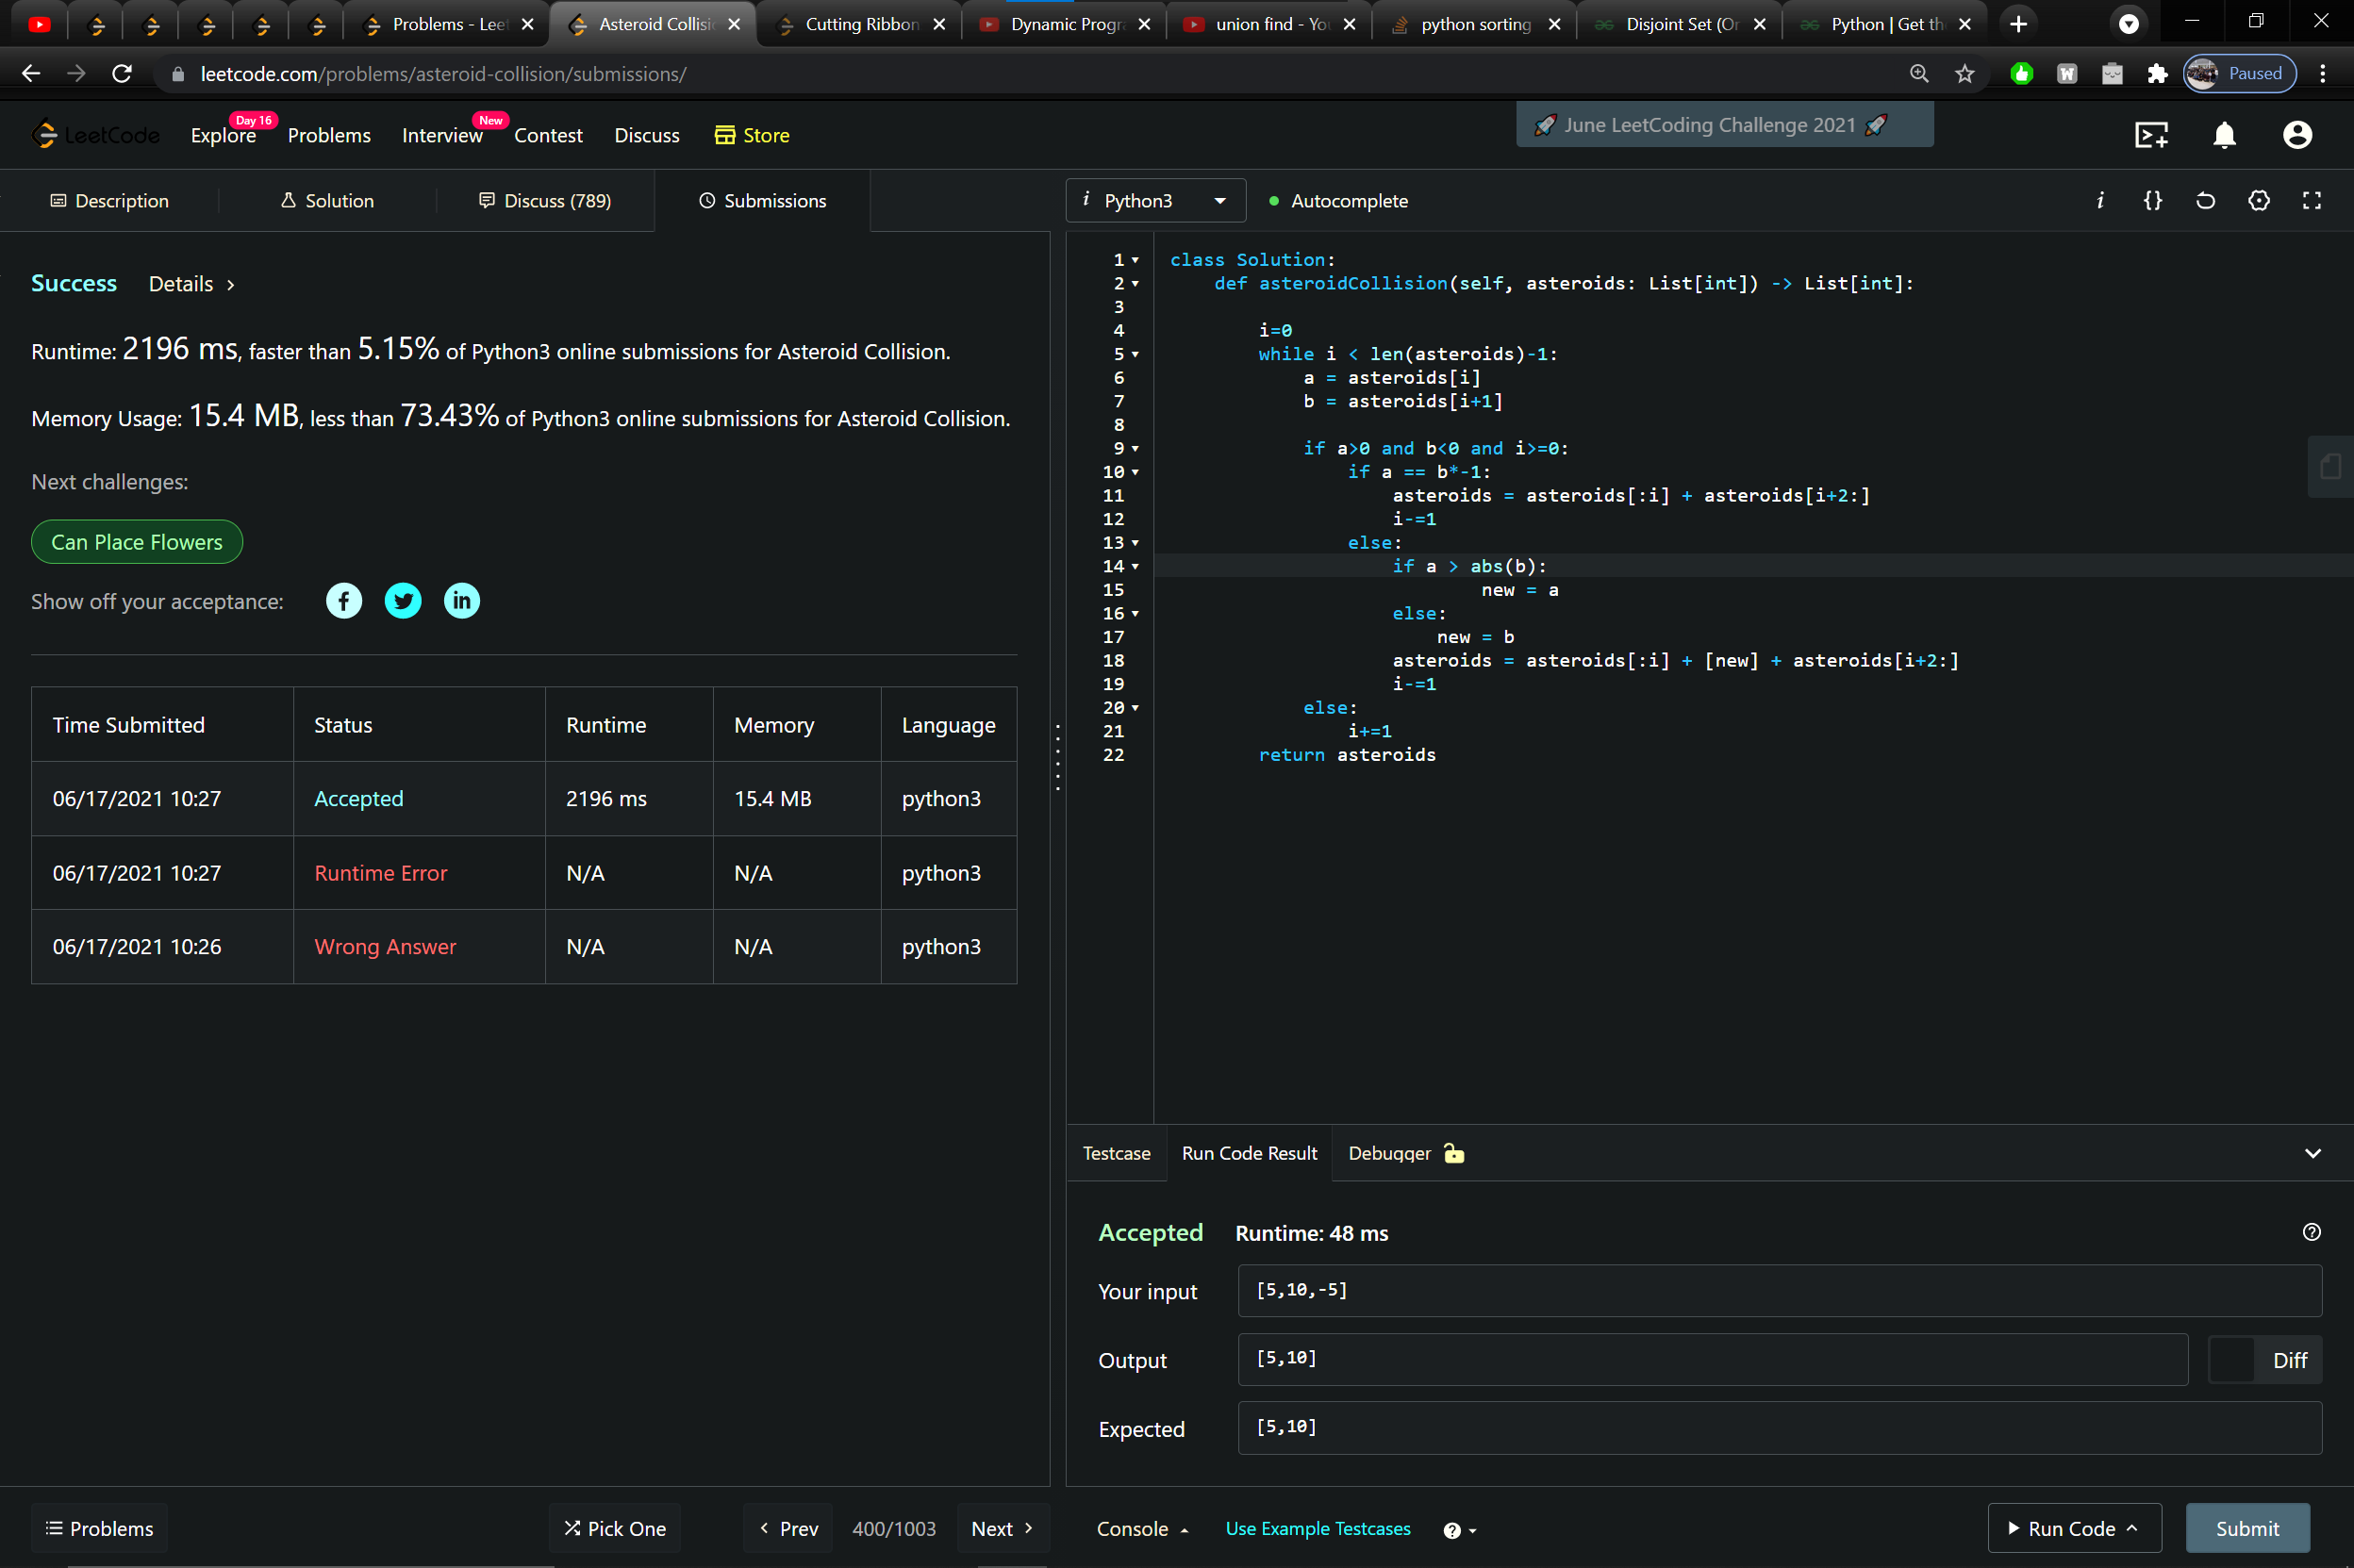 Problems - Leet
Asteroid Collisi
Cutting Ribbon
Dynamic Progr
union find - You
python sorting
Disjoint Set (Or
Python | Get th
leetcode.com/problems/asteroid-collision/submissions/
Paused
LeetCode
Explore
Day 16
Problems
Interview
New
Contest
Discuss
Store
🚀 June LeetCoding Challenge 2021 🚀
Description
Solution
Discuss (789)
Submissions
i Python3
Autocomplete
i
{}
Success
Details >
Runtime: 2196 ms, faster than 5.15% of Python3 online submissions for Asteroid Collision.
Memory Usage: 15.4 MB, less than 73.43% of Python3 online submissions for Asteroid Collision.
Next challenges:
Can Place Flowers
Show off your acceptance:
Time Submitted Status Runtime Memory Language
06/17/2021 10:27 Accepted 2196 ms 15.4 MB python3
06/17/2021 10:27 Runtime Error N/A N/A python3
06/17/2021 10:26 Wrong Answer N/A N/A python3
1 class Solution:
2 def asteroidCollision(self, asteroids: List[int]) -> List[int]:
3
4 i=0
5 while i < len(asteroids)-1:
6 a = asteroids[i]
7 b = asteroids[i+1]
8
9 if a>0 and b<0 and i>=0:
10 if a == b*-1:
11 asteroids = asteroids[:i] + asteroids[i+2:]
12 i-=1
13 else:
14 if a > abs(b):
15 new = a
16 else:
17 new = b
18 asteroids = asteroids[:i] + [new] + asteroids[i+2:]
19 i-=1
20 else:
21 i+=1
22 return asteroids
Testcase
Run Code Result
Debugger
Accepted Runtime: 48 ms
Your input [5,10,-5]
Output [5,10]
Diff
Expected [5,10]
Problems
Pick One
< Prev
400/1003
Next >
Console
Use Example Testcases
Run Code
Submit